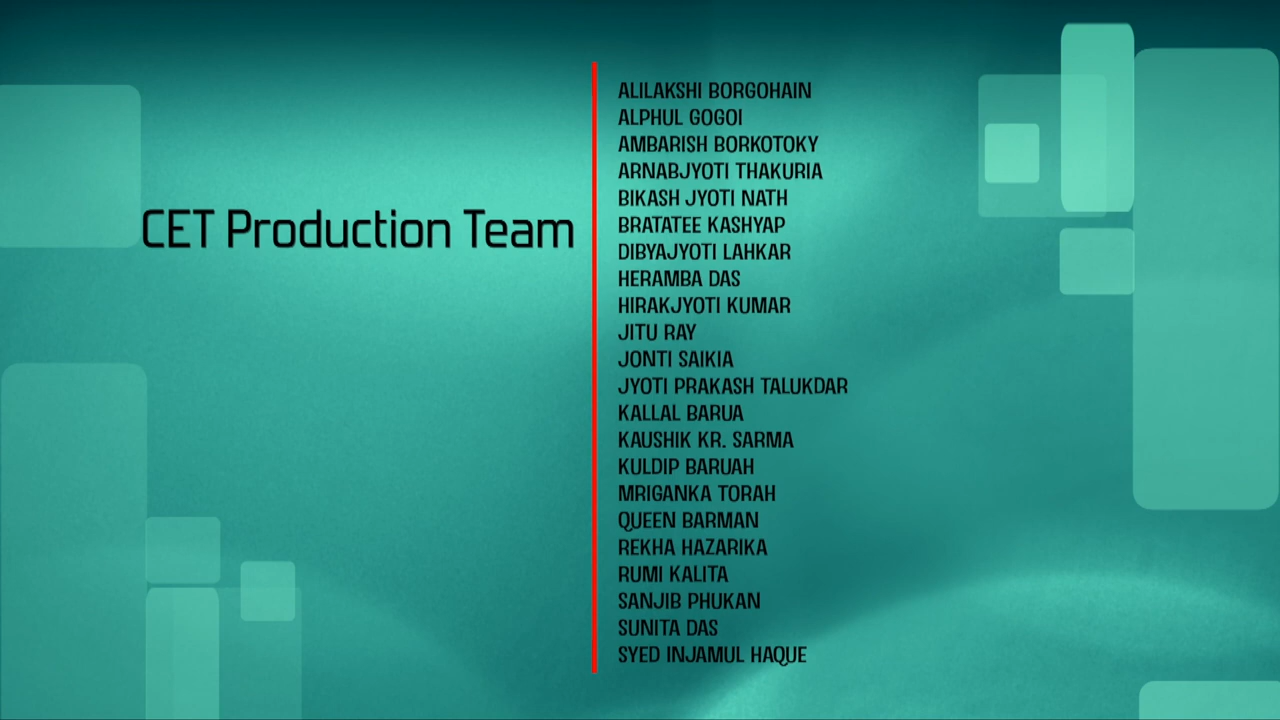 CET Production Team
ALILAKSHI BORGOHAIN
ALPHUL GOGOI
AMBARISH BORKOTOKY
ARNABJYOTI THAKURIA
BIKASH JYOTI NATH
BRATATEE KASHYAP
DIBYAJYOTI LAHKAR
HERAMBA DAS
HIRAKJYOTI KUMAR
JITU RAY
JONTI SAIKIA
JYOTI PRAKASH TALUKDAR
KALLAL BARUA
KAUSHIK KR. SARMA
KULDIP BARUAH
MRIGANKA TORAH
QUEEN BARMAN
REKHA HAZARIKA
RUMI KALITA
SANJIB PHUKAN
SUNITA DAS
SYED INJAMUL HAQUE